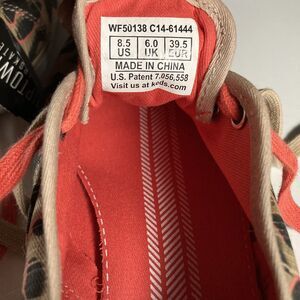 WF50138 C14-61444
8.5 6.0 39.5
US UK EUR
MADE IN CHINA
U.S. Patent 7,056,558
Visit us at keds.com